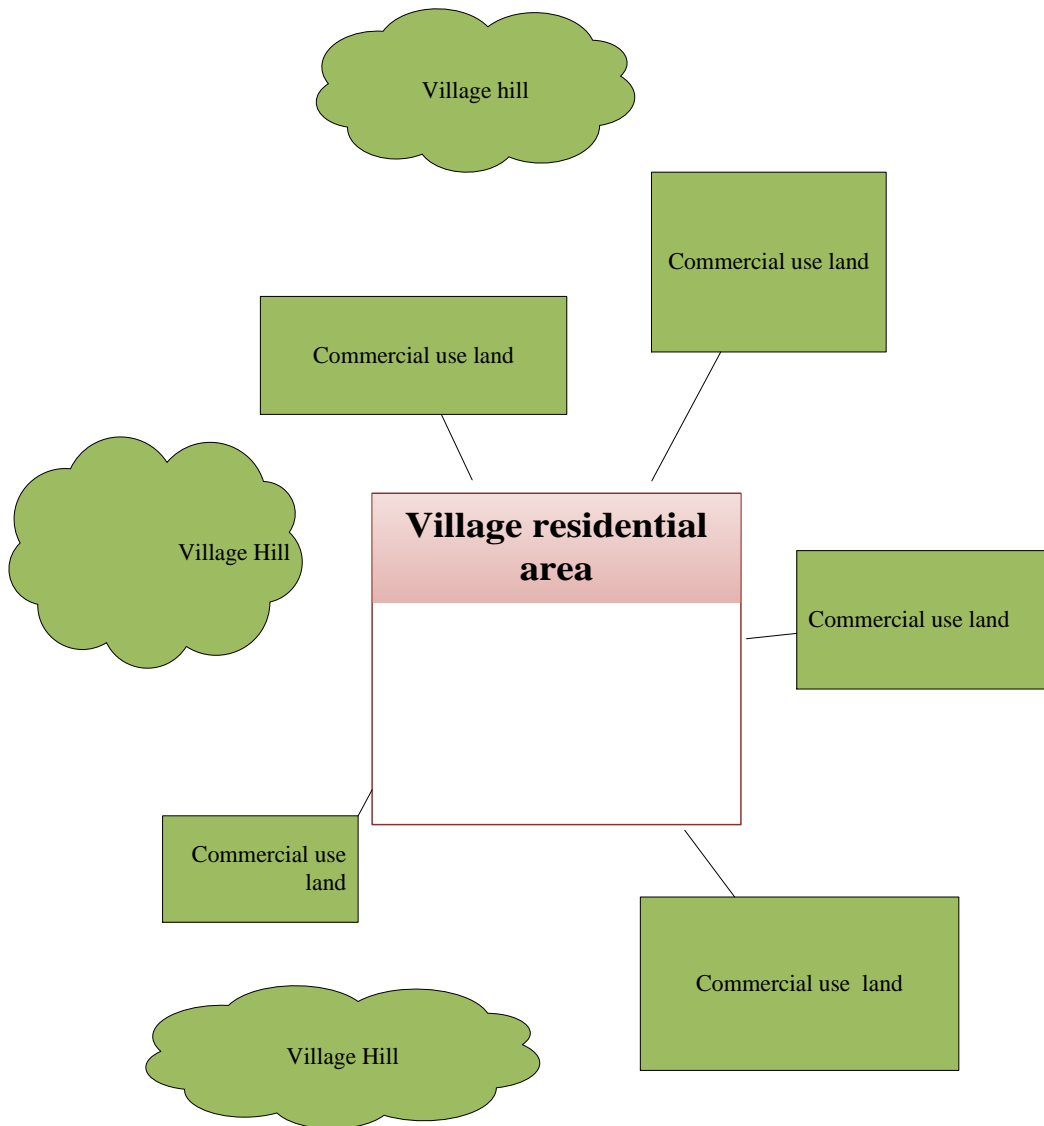 Village hill
Commercial use land
Commercial use land
Village residential
area
Village Hill
Commercial use land
Commercial use
land
Commercial use  land
Village Hill